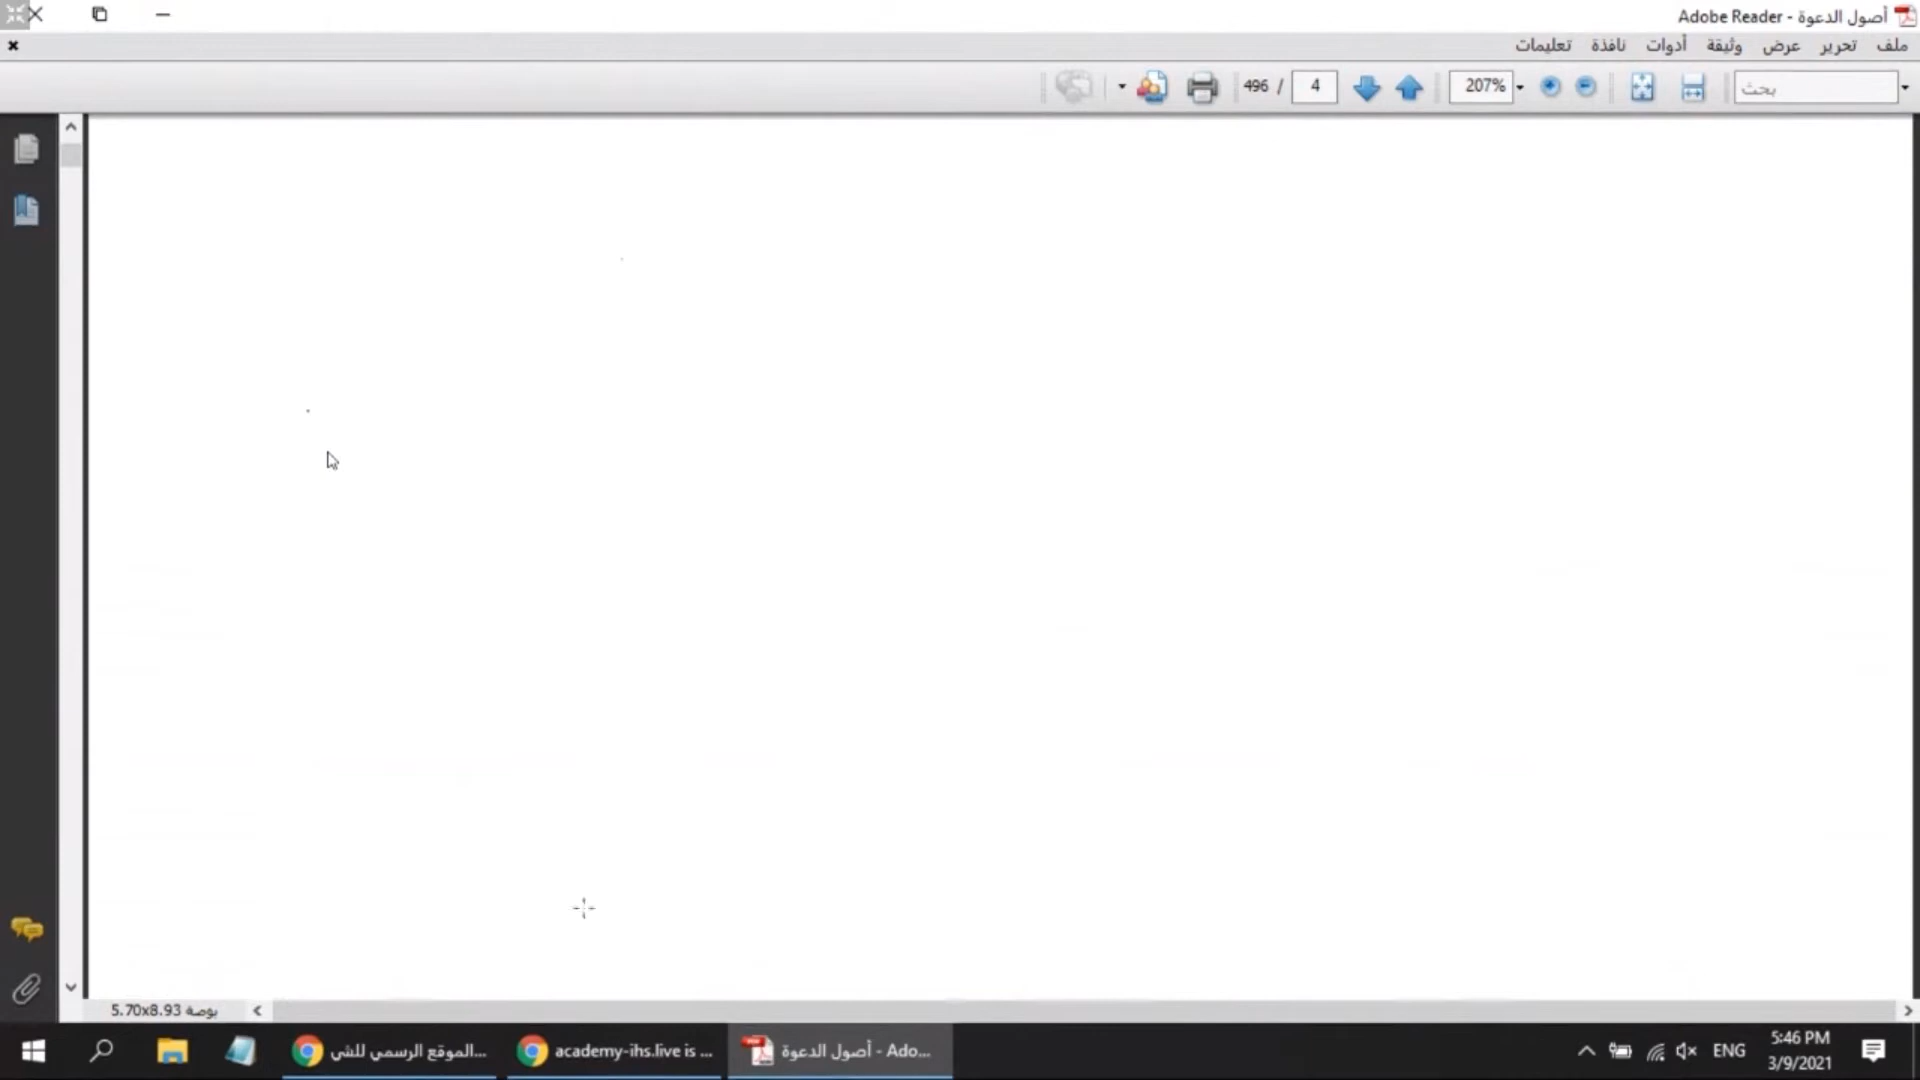 أصول الدعوة - Adobe Reader
ملف تحرير عرض وثيقة أدوات نافذة تعليمات
بحث
207%
4 / 496
5.70x8.93 بوصة
الموقع الرسمي للشي...
academy-ihs.live is ...
أصول الدعوة - Ado...
ENG
5:46 PM
3/9/2021